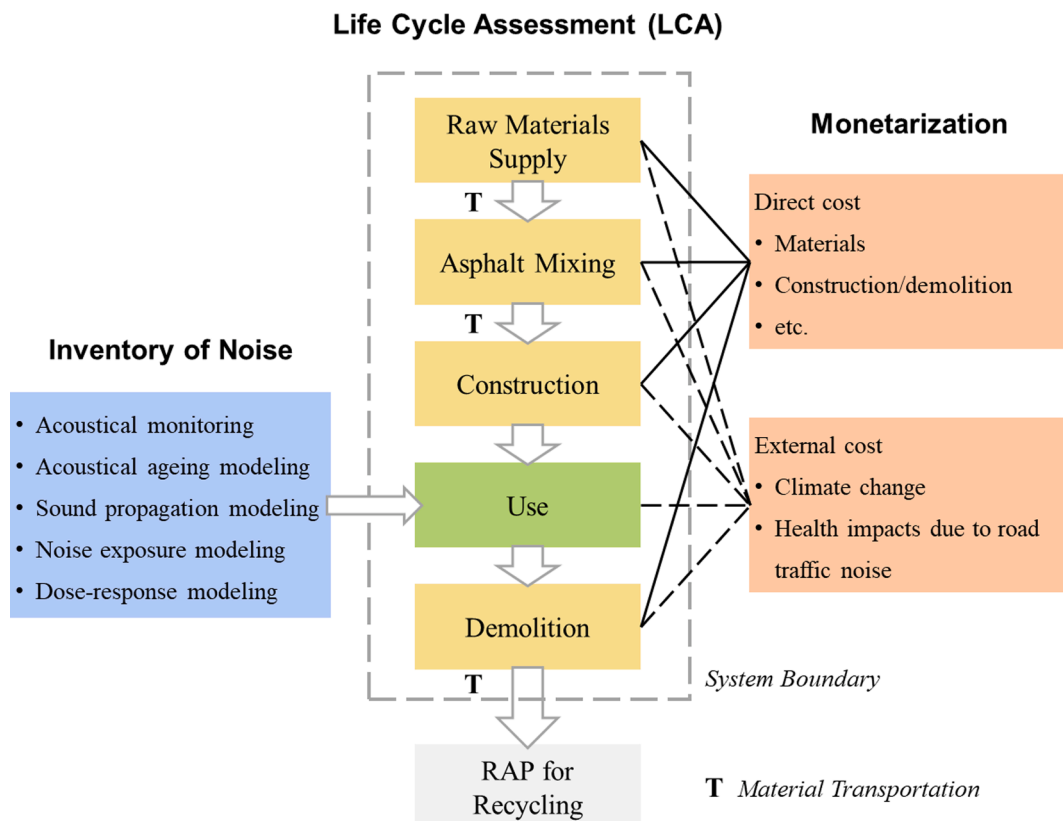 Life Cycle Assessment (LCA)
Raw Materials
Supply
T
Asphalt Mixing
T
Construction
Use
Demolition
T
RAP for
Recycling
Inventory of Noise
• Acoustical monitoring
• Acoustical ageing modeling
• Sound propagation modeling
• Noise exposure modeling
• Dose-response modeling
Monetarization
Direct cost
• Materials
• Construction/demolition
• etc.
External cost
• Climate change
• Health impacts due to road
traffic noise
System Boundary
T Material Transportation